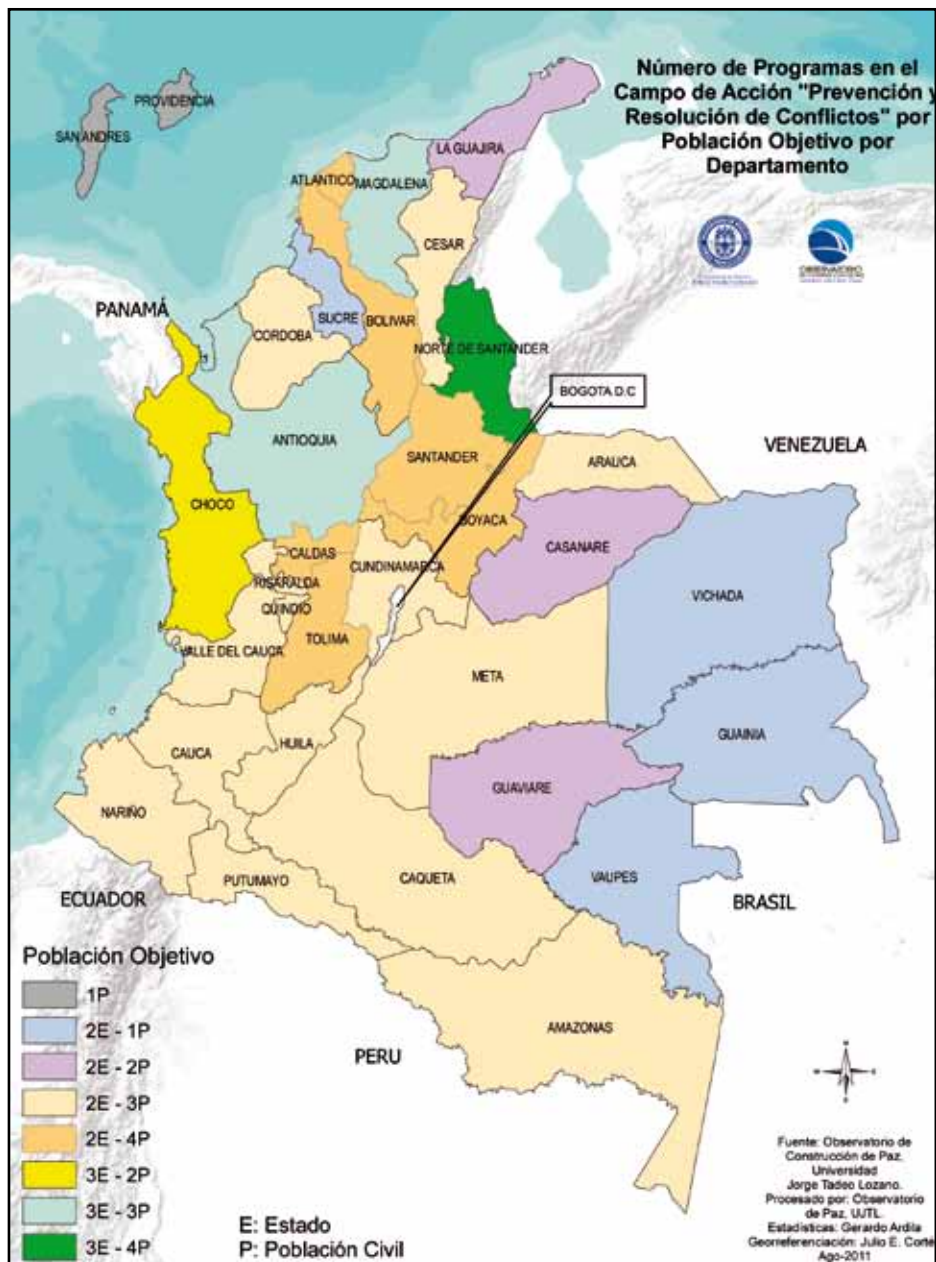 Número de Programas en el
Campo de Acción "Prevención y
Resolución de Conflictos" por
Población Objetivo por
Departamento
PROVIDENCIA
SAN ANDRES
LA GUAJIRA
ATLANTICO
MAGDALENA
CESAR
PANAMÁ
SUCRE
BOLIVAR
CORDOBA
NORTE DE SANTANDER
BOGOTA D.C
ANTIOQUIA
SANTANDER
ARAUCA
VENEZUELA
CHOCO
BOYACA
CASANARE
CALDAS
CUNDINAMARCA
RISARALDA
QUINDIO
VICHADA
TOLIMA
VALLE DEL CAUCA
META
GUAINIA
CAUCA
HUILA
GUAVIARE
NARIÑO
PUTUMAYO
CAQUETA
VAUPES
ECUADOR
BRASIL
AMAZONAS
PERU
Población Objetivo
1P
2E - 1P
2E - 2P
2E - 3P
2E - 4P
3E - 2P
3E - 3P
3E - 4P
E: Estado
P: Población Civil
Fuente: Observatorio de
Construcción de Paz,
Universidad
Jorge Tadeo Lozano.
Procesado por: Observatorio
de Paz, UJTL.
Estadísticas: Gerardo Ardila
Georreferenciación: Julio E. Corté
Ago-2011